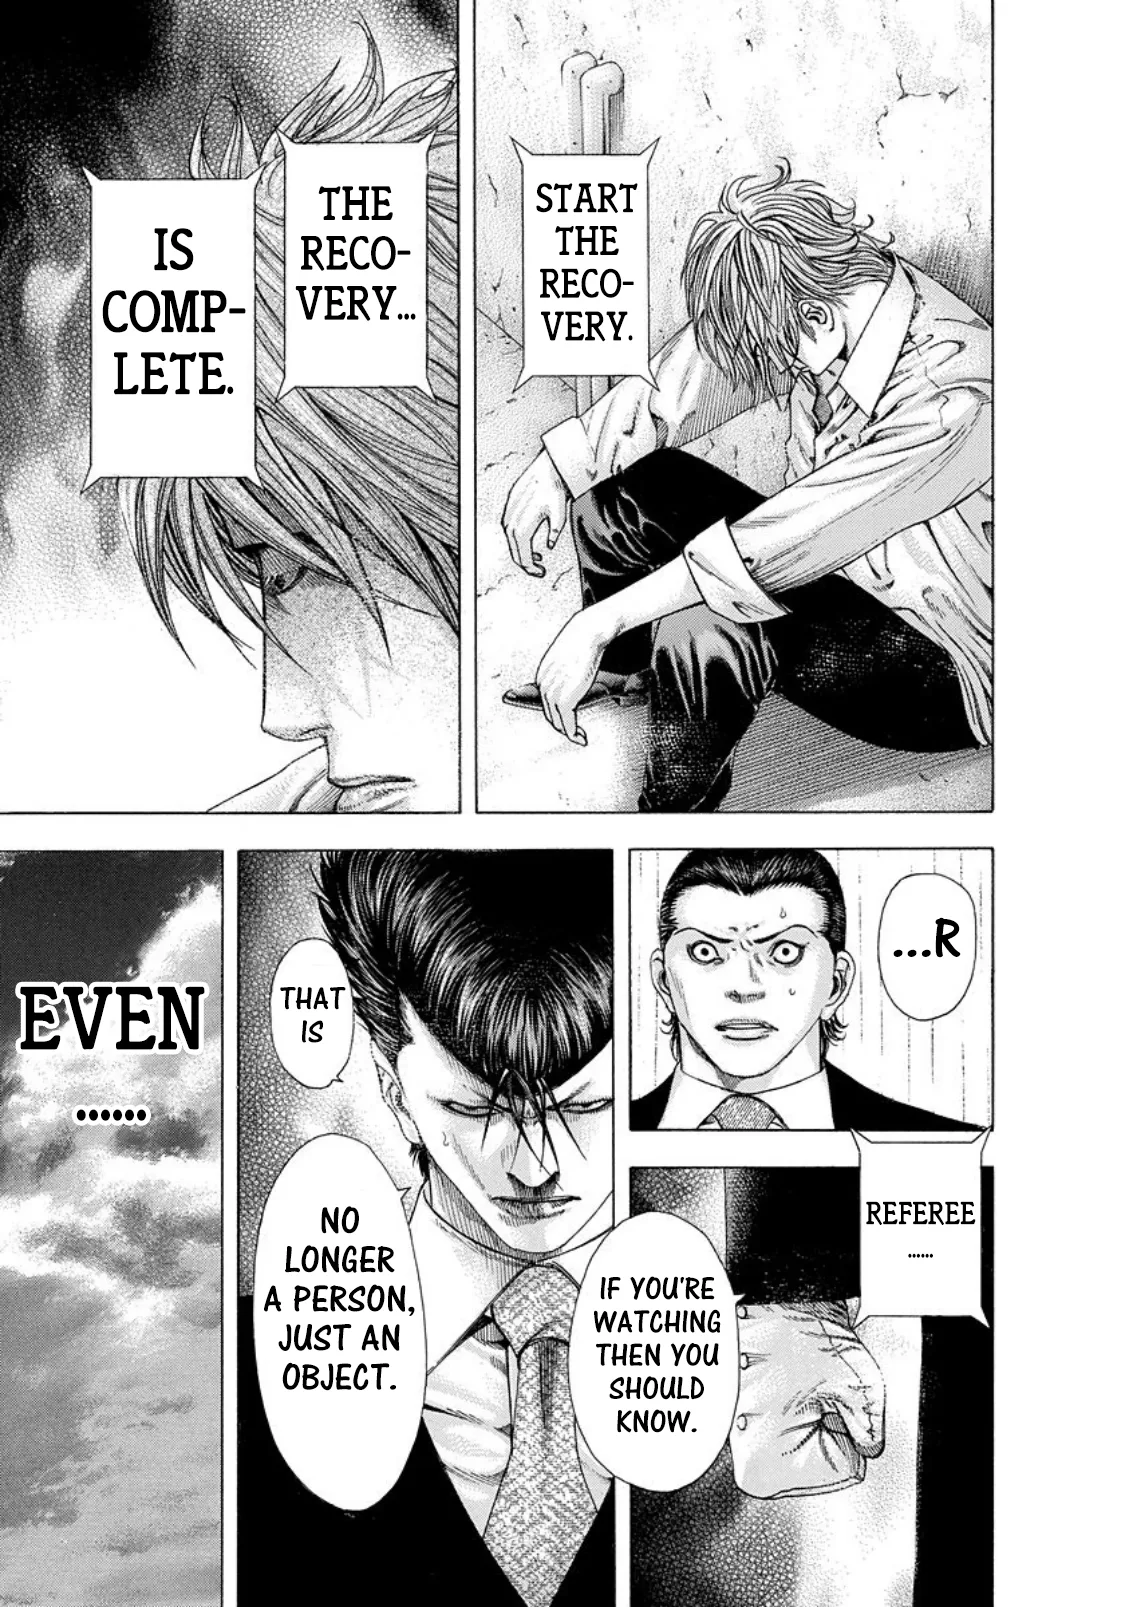 START
THE
RECO-
VERY.
THE
RECO-
VERY...
IS
COMP-
LETE.
...R
REFEREE
......
IF YOU'RE
WATCHING
THEN YOU
SHOULD
KNOW.
THAT
IS
NO
LONGER
A PERSON,
JUST AN
OBJECT.
EVEN
......